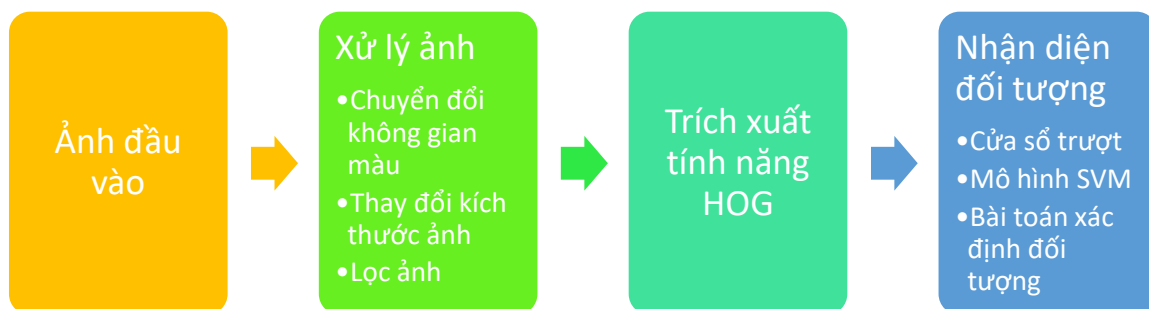 Ảnh đầu
vào
Xử lý ảnh
•Chuyển đổi
không gian
màu
•Thay đổi kích
thước ảnh
•Lọc ảnh
Trích xuất
tính năng
HOG
Nhận diện
đối tượng
•Cửa sổ trượt
•Mô hình SVM
•Bài toán xác
định đối
tượng